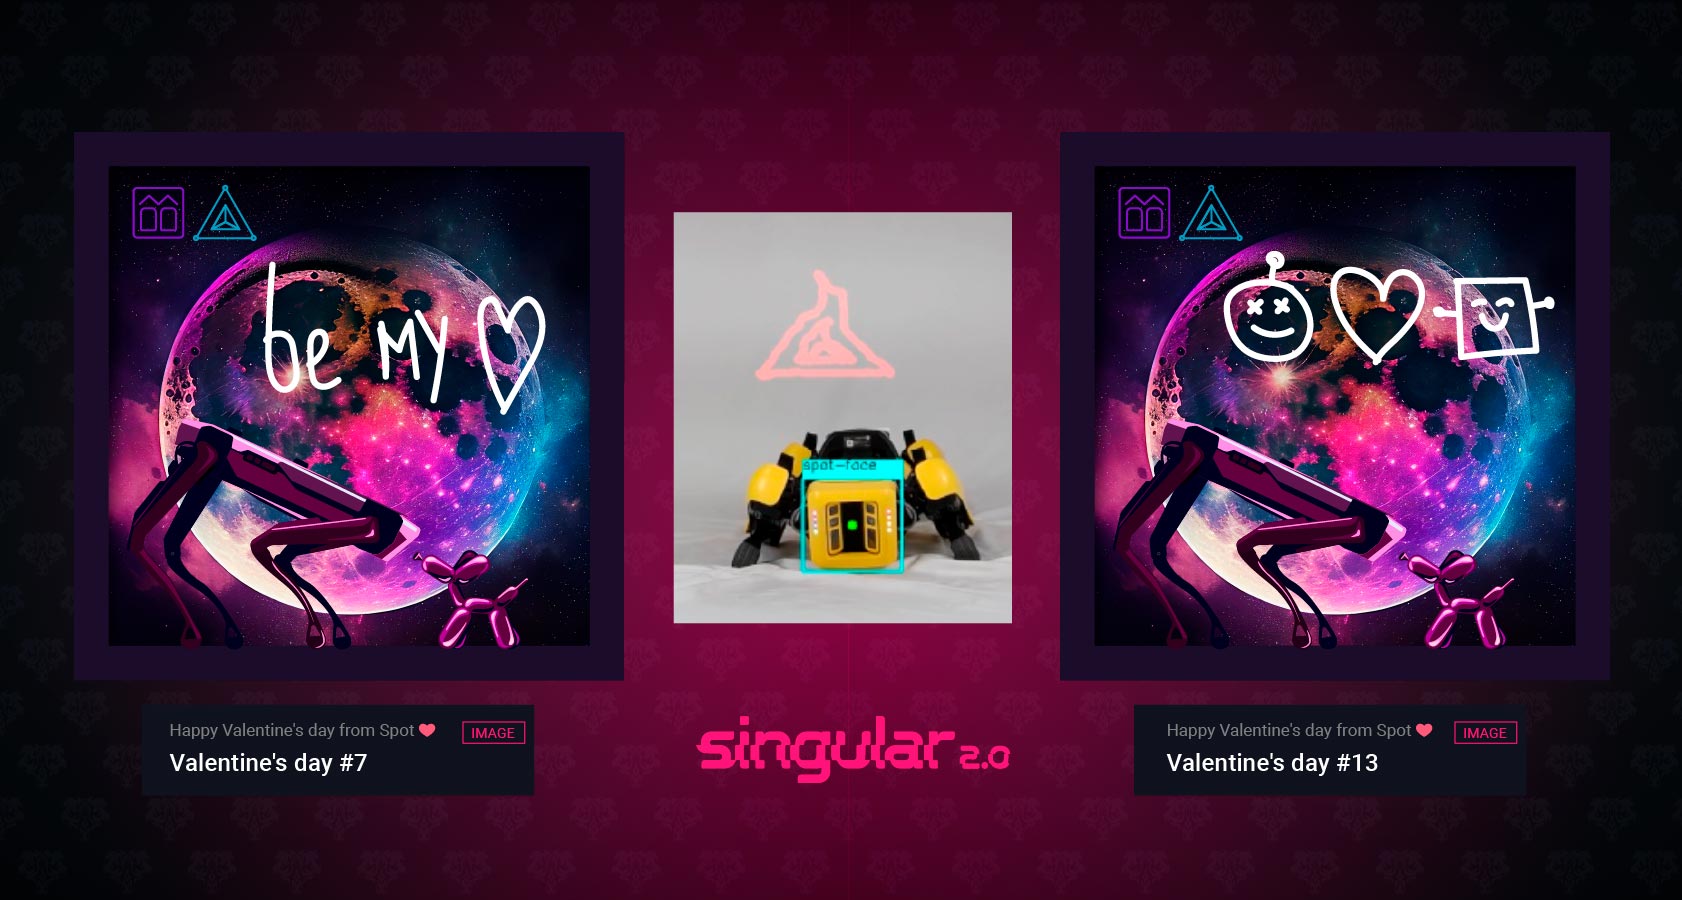 be MY
spot-face
Happy Valentine's day from Spot
IMAGE
Valentine's day #7
singular 2.0
Happy Valentine's day from Spot
IMAGE
Valentine's day #13